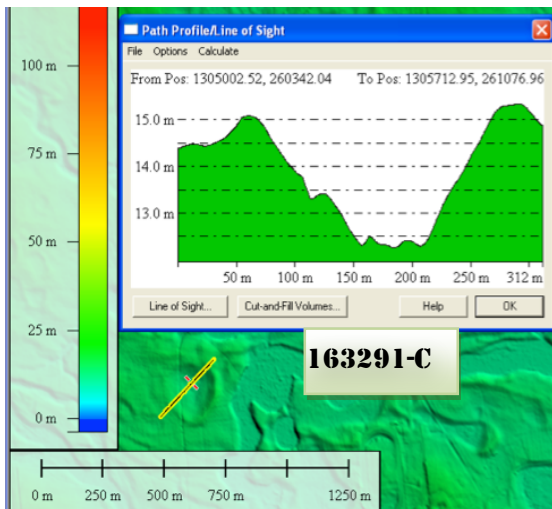 Path Profile/Line of Sight
File Options Calculate
From Pos: 1305002.52, 260342.04 To Pos: 1305712.95, 261076.96
15.0 m
14.0 m
13.0 m
50 m 100 m 150 m 200 m 250 m 312 m
Line of Sight... Cut-and-Fill Volumes... Help OK
100 m
75 m
50 m
25 m
0 m
163291-C
0 m 250 m 500 m 750 m 1250 m